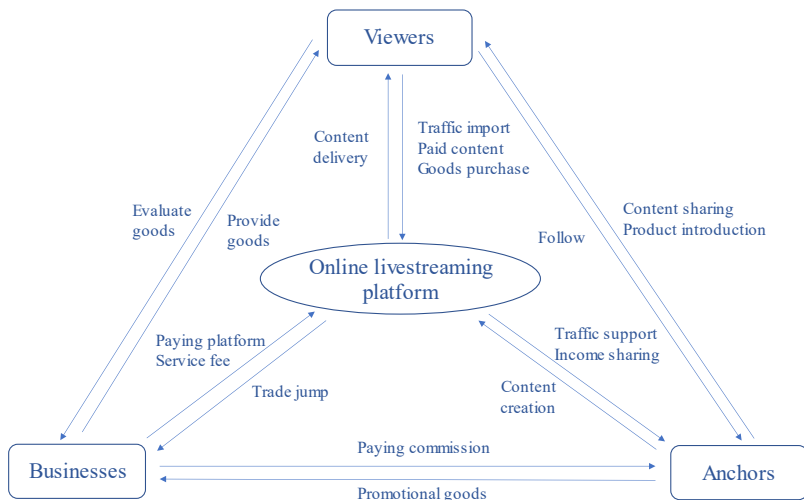 Viewers
Content
delivery
Traffic import
Paid content
Goods purchase
Evaluate
goods
Provide
goods
Follow
Content sharing
Product introduction
Online livestreaming
platform
Paying platform
Service fee
Trade jump
Traffic support
Income sharing
Content
creation
Businesses
Paying commission
Promotional goods
Anchors